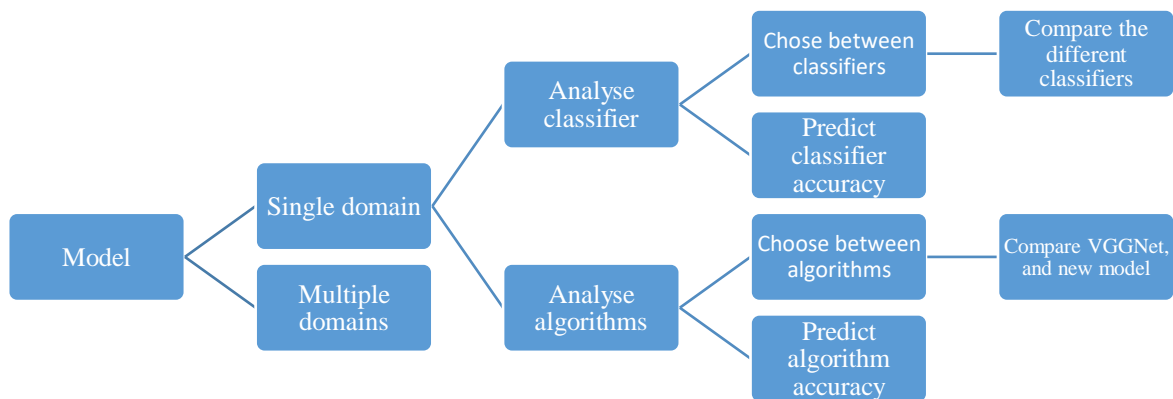 Model
Single domain
Multiple
domains
Analyse
classifier
Analyse
algorithms
Chose between
classifiers
Predict
classifier
accuracy
Choose between
algorithms
Predict
algorithm
accuracy
Compare the
different
classifiers
Compare VGGNet,
and new model